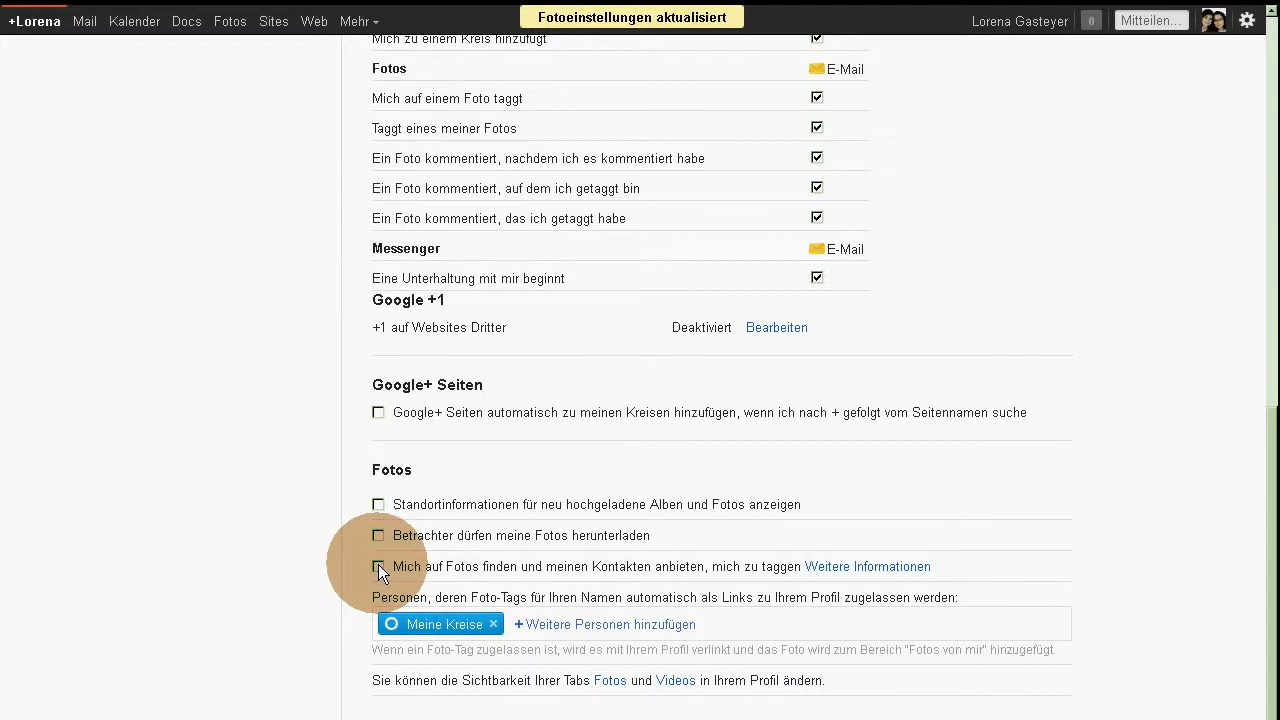 +Lorena Mail Kalender Docs Fotos Sites Web Mehr Fotoeinstellungen aktualisiert Lorena Gasteyer 0 Mitteilen...
Mich zu einem Kreis hinzufügt
Fotos E-Mail
Mich auf einem Foto taggt
Taggt eines meiner Fotos
Ein Foto kommentiert, nachdem ich es kommentiert habe
Ein Foto kommentiert, auf dem ich getaggt bin
Ein Foto kommentiert, das ich getaggt habe
Messenger E-Mail
Eine Unterhaltung mit mir beginnt
Google +1
+1 auf Websites Dritter Deaktiviert Bearbeiten
Google+ Seiten
Google+ Seiten automatisch zu meinen Kreisen hinzufügen, wenn ich nach + gefolgt vom Seitennamen suche
Fotos
Standortinformationen für neu hochgeladene Alben und Fotos anzeigen
Betrachter dürfen meine Fotos herunterladen
Mich auf Fotos finden und meinen Kontakten anbieten, mich zu taggen Weitere Informationen
Personen, deren Foto-Tags für Ihren Namen automatisch als Links zu Ihrem Profil zugelassen werden:
Meine Kreise × +Weitere Personen hinzufügen
Wenn ein Foto-Tag zugelassen ist, wird es mit Ihrem Profil verlinkt und das Foto wird zum Bereich "Fotos von mir" hinzugefügt.
Sie können die Sichtbarkeit Ihrer Tabs Fotos und Videos in Ihrem Profil ändern.